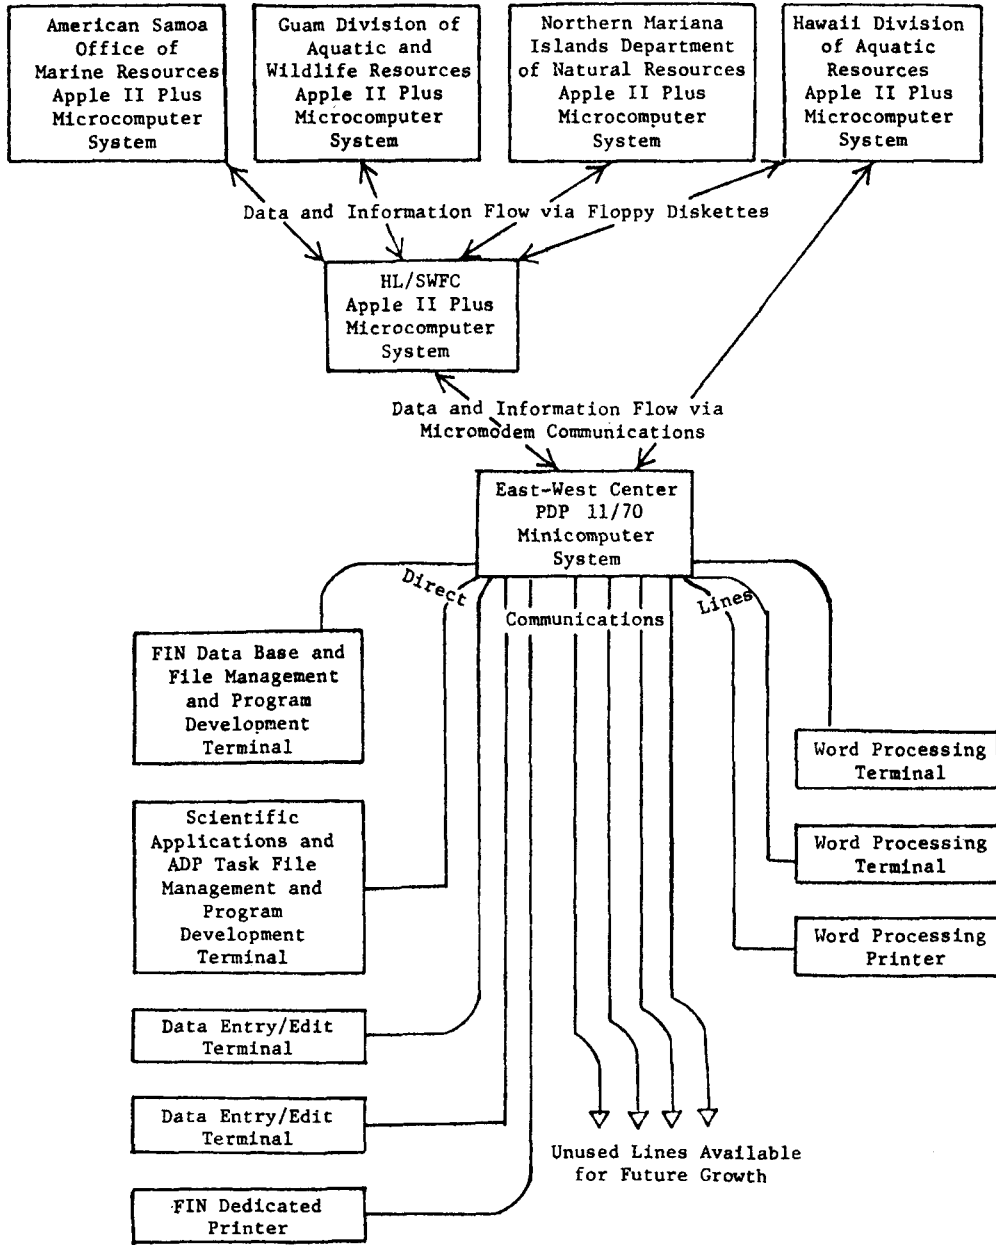 American Samoa
Office of
Marine Resources
Apple II Plus
Microcomputer
System
Guam Division of
Aquatic and
Wildlife Resources
Apple II Plus
Microcomputer
System
Northern Mariana
Islands Department
of Natural Resources
Apple II Plus
Microcomputer
System
Hawaii Division
of Aquatic
Resources
Apple II Plus
Microcomputer
System
Data and Information Flow via Floppy Diskettes
HL/SWFC
Apple II Plus
Microcomputer
System
Data and Information Flow via
Micromodem Communications
East-West Center
PDP 11/70
Minicomputer
System
Direct
Communications
Lines
FIN Data Base and
File Management
and Program
Development
Terminal
Scientific
Applications and
ADP Task File
Management and
Program
Development
Terminal
Data Entry/Edit
Terminal
Data Entry/Edit
Terminal
FIN Dedicated
Printer
Word Processing
Terminal
Word Processing
Terminal
Word Processing
Printer
Unused Lines Available
for Future Growth